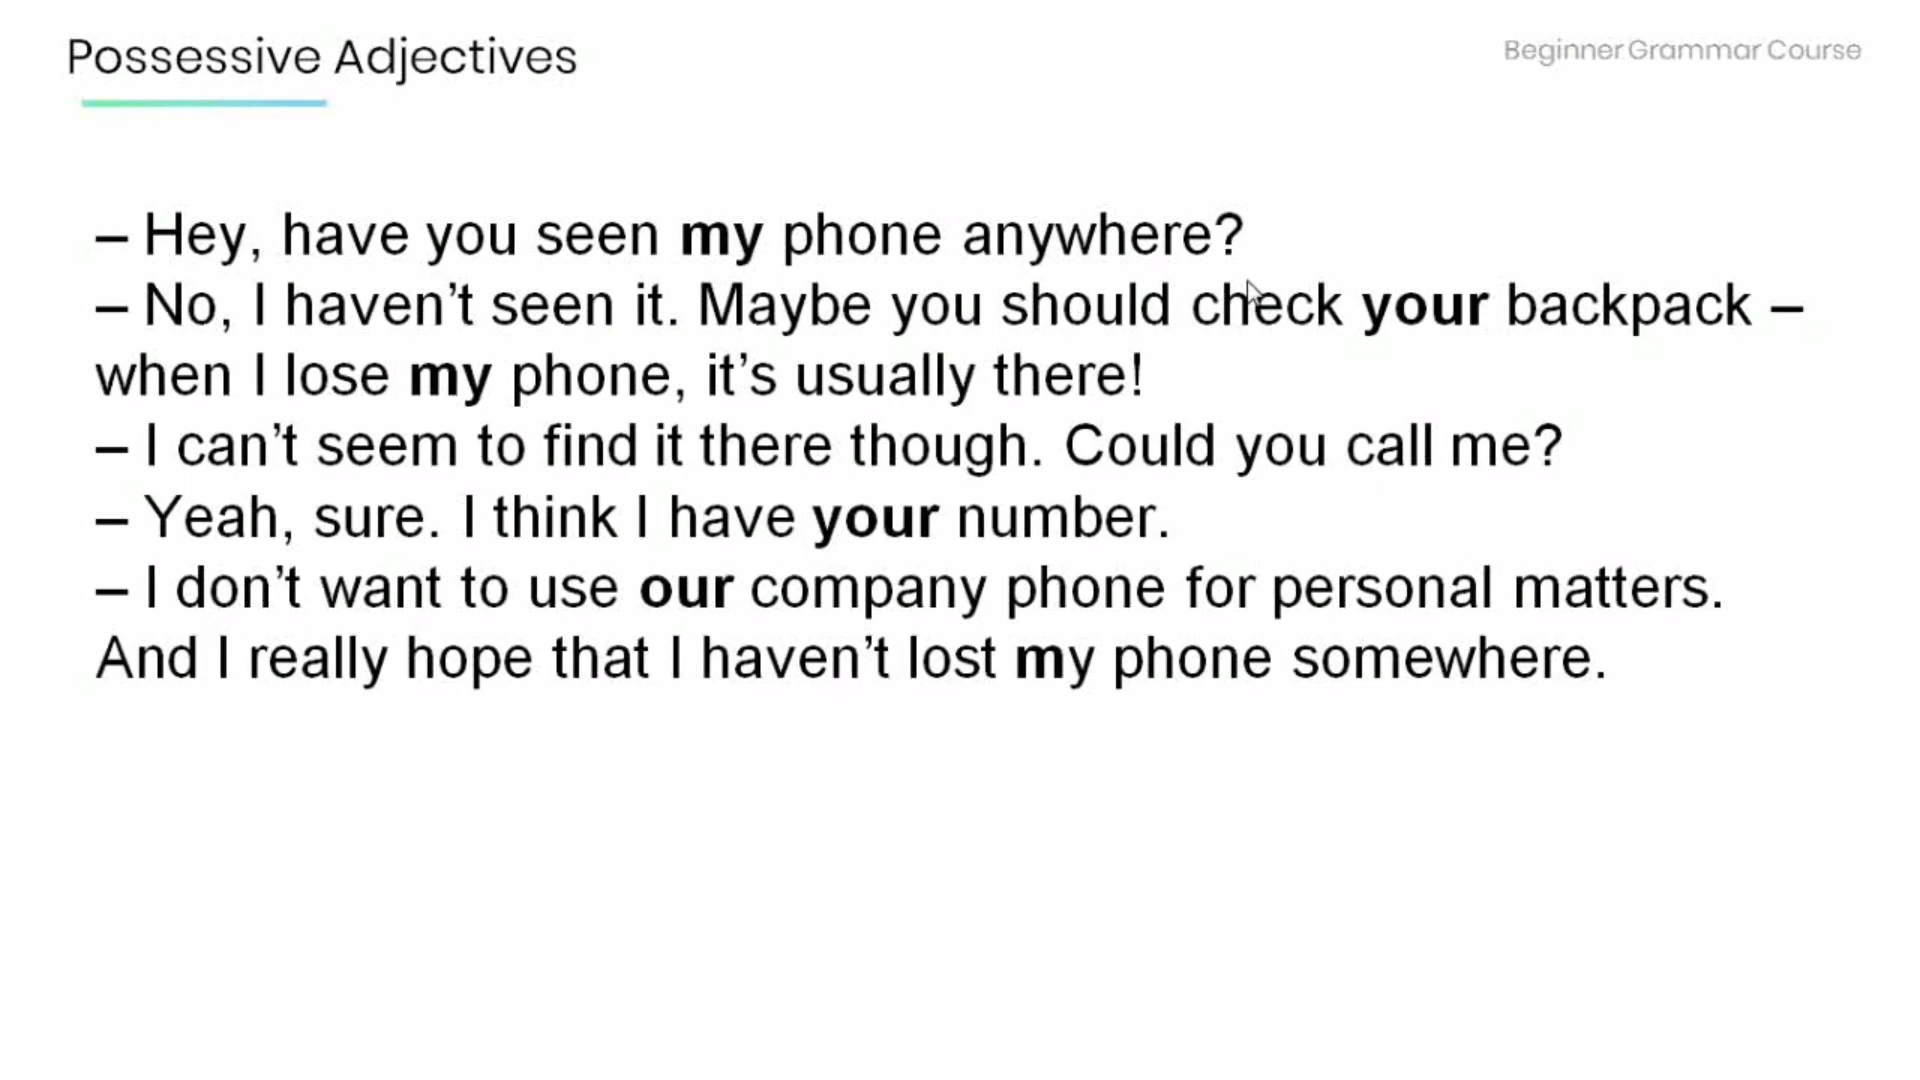 Possessive Adjectives
Beginner Grammar Course
– Hey, have you seen my phone anywhere?
– No, I haven’t seen it. Maybe you should check your backpack –
when I lose my phone, it’s usually there!
– I can’t seem to find it there though. Could you call me?
– Yeah, sure. I think I have your number.
– I don’t want to use our company phone for personal matters.
And I really hope that I haven’t lost my phone somewhere.